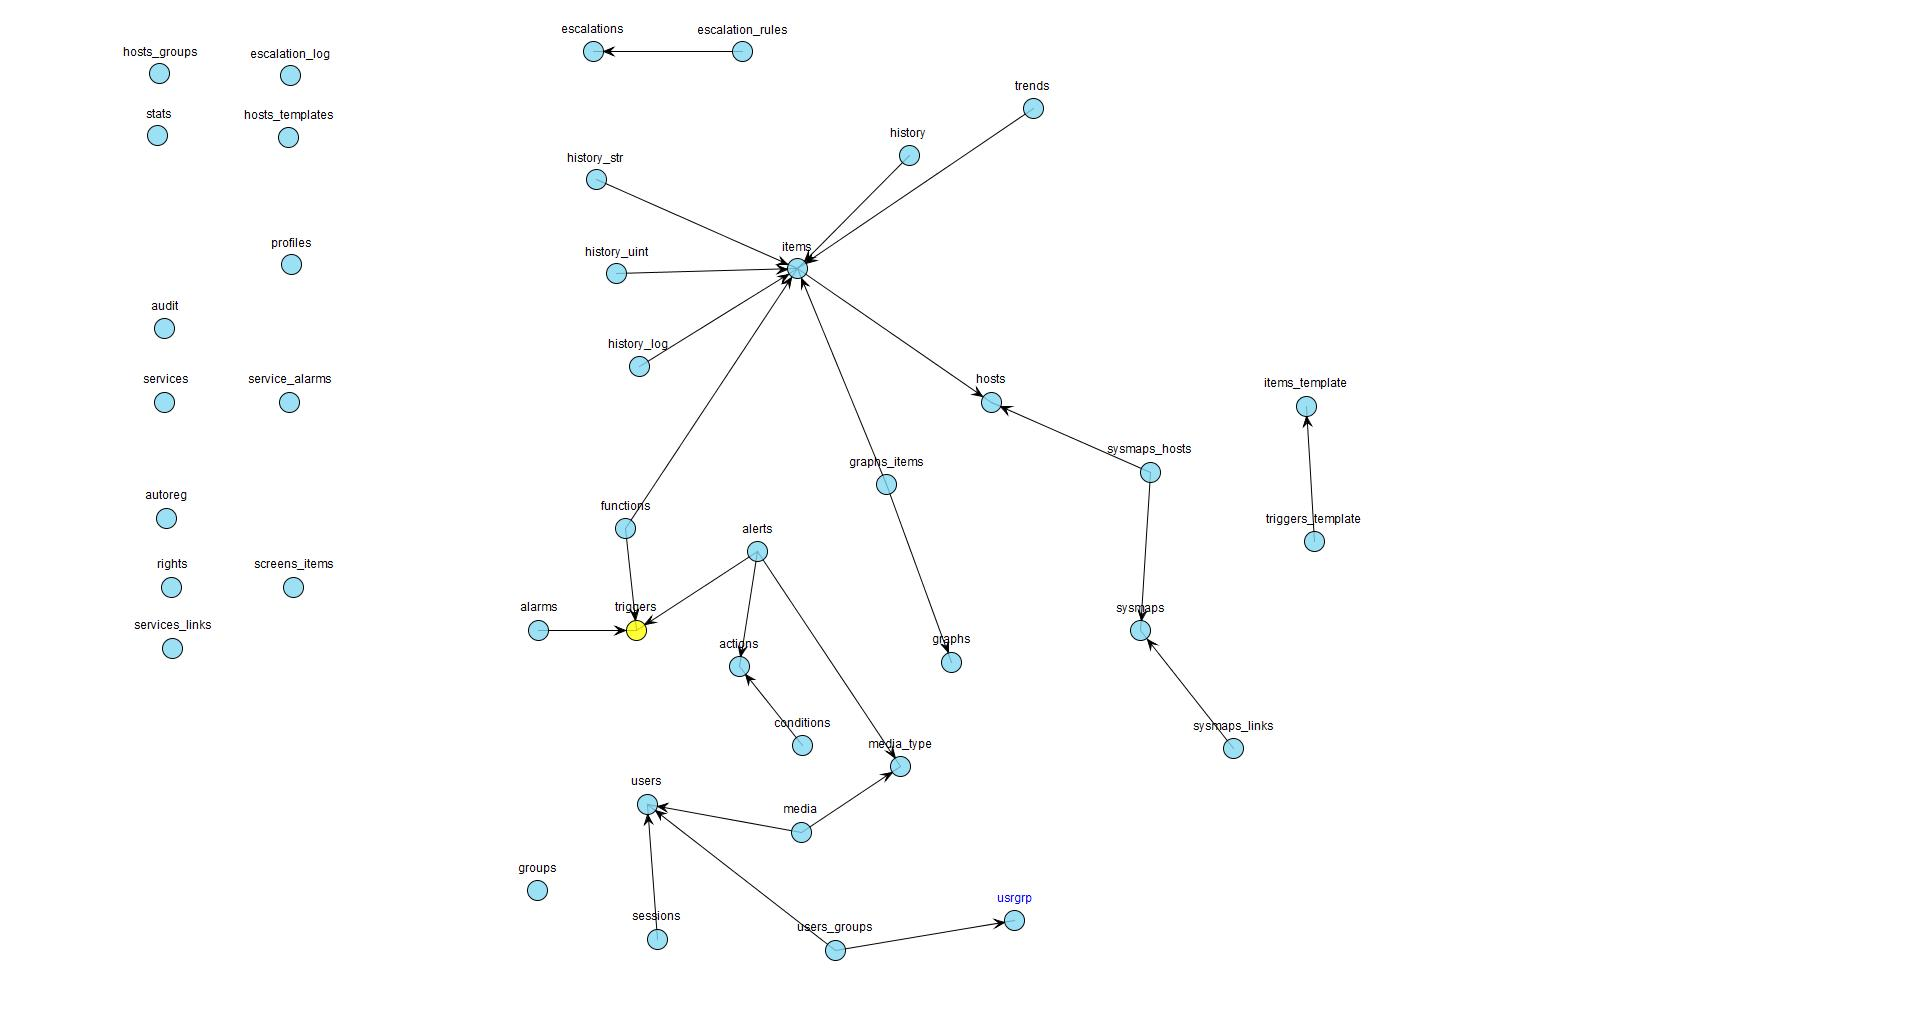 escalations
escalation_rules
hosts_groups
escalation_log
trends
stats
hosts_templates
history
history_str
profiles
items
history_uint
audit
history_log
services
service_alarms
hosts
items_template
sysmaps_hosts
graphs_items
autoreg
functions
triggers_template
alerts
rights
screens_items
alarms
triggers
sysmaps
services_links
actions
graphs
conditions
sysmaps_links
media_type
users
media
groups
usrgrp
sessions
users_groups